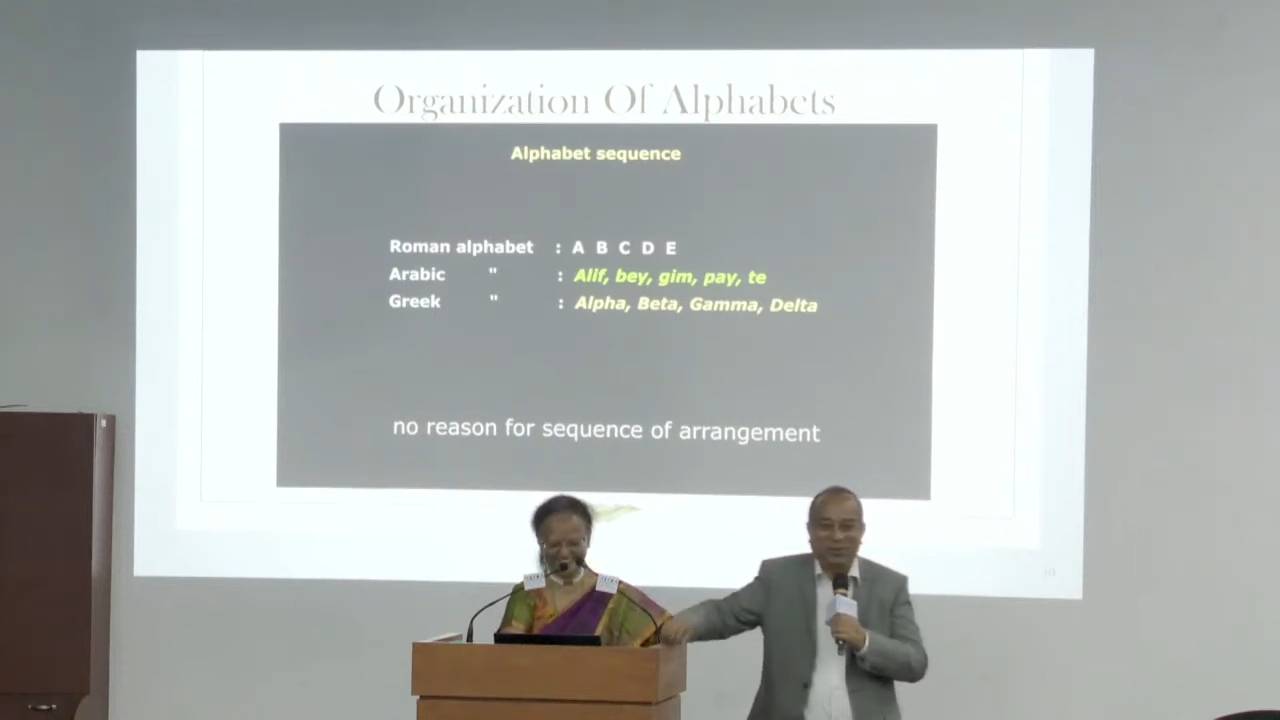 Organization Of Alphabets
Alphabet sequence
Roman alphabet : A B C D E
Arabic " : Alif, bey, gim, pay, te
Greek " : Alpha, Beta, Gamma, Delta
no reason for sequence of arrangement